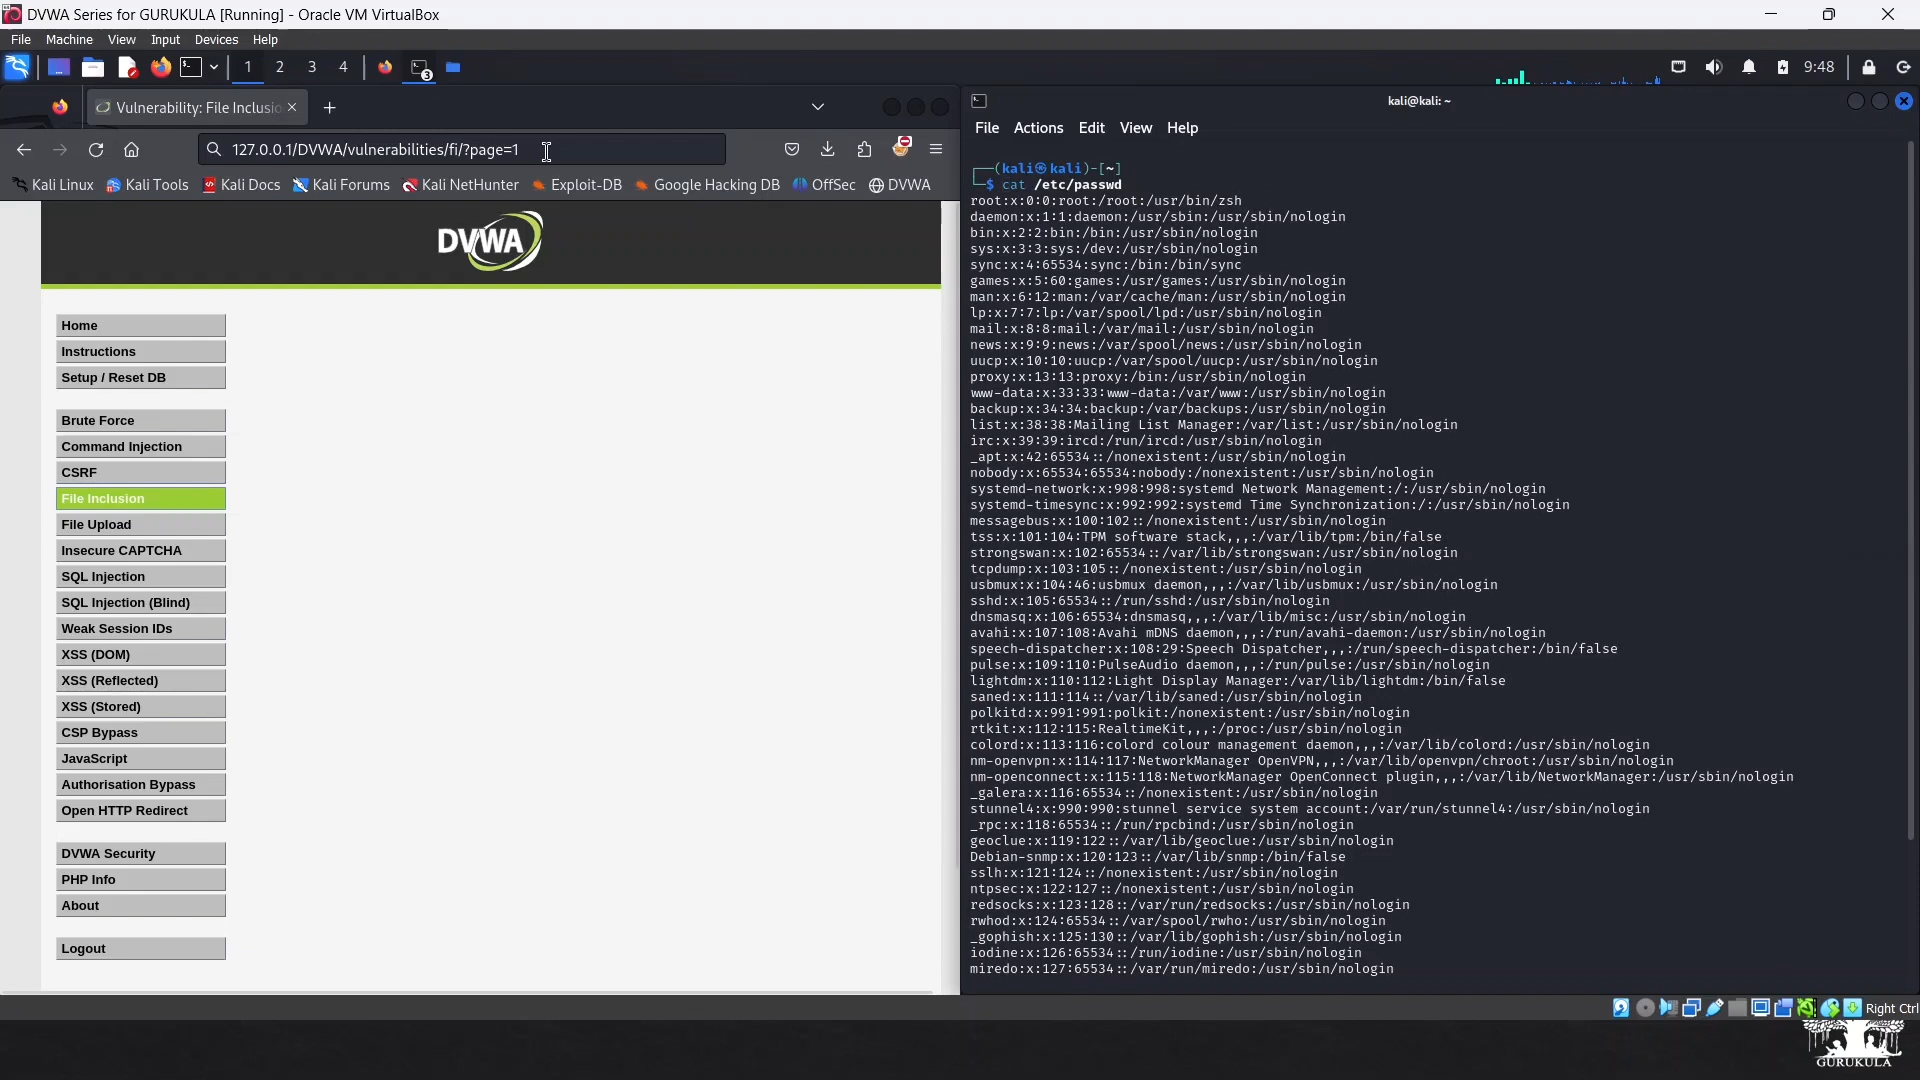 DVWA Series for GURUKULA [Running] - Oracle VM VirtualBox
File Machine View Input Devices Help
1 2 3 4
3
9:48
Vulnerability: File Inclusio
127.0.0.1/DVWA/vulnerabilities/fi/?page=1
Kali Linux Kali Tools Kali Docs Kali Forums Kali NetHunter Exploit-DB Google Hacking DB OffSec DVWA
DVWA
Home
Instructions
Setup / Reset DB
Brute Force
Command Injection
CSRF
File Inclusion
File Upload
Insecure CAPTCHA
SQL Injection
SQL Injection (Blind)
Weak Session IDs
XSS (DOM)
XSS (Reflected)
XSS (Stored)
CSP Bypass
JavaScript
Authorisation Bypass
Open HTTP Redirect
DVWA Security
PHP Info
About
Logout
kali@kali: ~
File Actions Edit View Help
┌──(kali㉿kali)-[~]
└─$ cat /etc/passwd
root:x:0:0:root:/root:/usr/bin/zsh
daemon:x:1:1:daemon:/usr/sbin:/usr/sbin/nologin
bin:x:2:2:bin:/bin:/usr/sbin/nologin
sys:x:3:3:sys:/dev:/usr/sbin/nologin
sync:x:4:65534:sync:/bin:/bin/sync
games:x:5:60:games:/usr/games:/usr/sbin/nologin
man:x:6:12:man:/var/cache/man:/usr/sbin/nologin
lp:x:7:7:lp:/var/spool/lpd:/usr/sbin/nologin
mail:x:8:8:mail:/var/mail:/usr/sbin/nologin
news:x:9:9:news:/var/spool/news:/usr/sbin/nologin
uucp:x:10:10:uucp:/var/spool/uucp:/usr/sbin/nologin
proxy:x:13:13:proxy:/bin:/usr/sbin/nologin
www-data:x:33:33:www-data:/var/www:/usr/sbin/nologin
backup:x:34:34:backup:/var/backups:/usr/sbin/nologin
list:x:38:38:Mailing List Manager:/var/list:/usr/sbin/nologin
irc:x:39:39:ircd:/run/ircd:/usr/sbin/nologin
_apt:x:42:65534::/nonexistent:/usr/sbin/nologin
nobody:x:65534:65534:nobody:/nonexistent:/usr/sbin/nologin
systemd-network:x:998:998:systemd Network Management:/:/usr/sbin/nologin
systemd-timesync:x:992:992:systemd Time Synchronization:/:/usr/sbin/nologin
messagebus:x:100:102::/nonexistent:/usr/sbin/nologin
tss:x:101:104:TPM software stack,,,:/var/lib/tpm:/bin/false
strongswan:x:102:65534::/var/lib/strongswan:/usr/sbin/nologin
tcpdump:x:103:105::/nonexistent:/usr/sbin/nologin
usbmux:x:104:46:usbmux daemon,,,:/var/lib/usbmux:/usr/sbin/nologin
sshd:x:105:65534::/run/sshd:/usr/sbin/nologin
dnsmasq:x:106:65534:dnsmasq,,,:/var/lib/misc:/usr/sbin/nologin
avahi:x:107:108:Avahi mDNS daemon,,,:/run/avahi-daemon:/usr/sbin/nologin
speech-dispatcher:x:108:29:Speech Dispatcher,,,:/run/speech-dispatcher:/bin/false
pulse:x:109:110:PulseAudio daemon,,,:/run/pulse:/usr/sbin/nologin
lightdm:x:110:112:Light Display Manager:/var/lib/lightdm:/bin/false
saned:x:111:114::/var/lib/saned:/usr/sbin/nologin
polkitd:x:991:991:polkit:/nonexistent:/usr/sbin/nologin
rtkit:x:112:115:RealtimeKit,,,:/proc:/usr/sbin/nologin
colord:x:113:116:colord colour management daemon,,,:/var/lib/colord:/usr/sbin/nologin
nm-openvpn:x:114:117:NetworkManager OpenVPN,,,:/var/lib/openvpn/chroot:/usr/sbin/nologin
nm-openconnect:x:115:118:NetworkManager OpenConnect plugin,,,:/var/lib/NetworkManager:/usr/sbin/nologin
_galera:x:116:65534::/nonexistent:/usr/sbin/nologin
stunnel4:x:990:990:stunnel service system account:/var/run/stunnel4:/usr/sbin/nologin
_rpc:x:118:65534::/run/rpcbind:/usr/sbin/nologin
geoclue:x:119:122::/var/lib/geoclue:/usr/sbin/nologin
Debian-snmp:x:120:123::/var/lib/snmp:/bin/false
sslh:x:121:124::/nonexistent:/usr/sbin/nologin
ntpsec:x:122:127::/nonexistent:/usr/sbin/nologin
redsocks:x:123:128::/var/run/redsocks:/usr/sbin/nologin
rwhod:x:124:65534::/var/spool/rwho:/usr/sbin/nologin
_gophish:x:125:130::/var/lib/gophish:/usr/sbin/nologin
iodine:x:126:65534::/run/iodine:/usr/sbin/nologin
miredo:x:127:65534::/var/run/miredo:/usr/sbin/nologin
Right Ctrl
GURUKULA